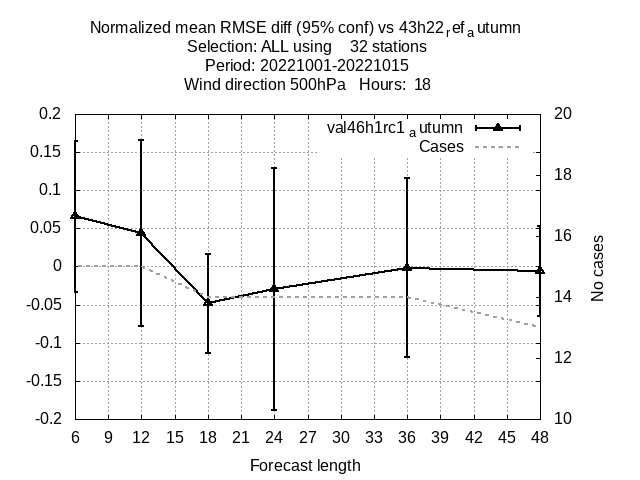 Normalized mean RMSE diff (95% conf) vs 43h22refautumn
Selection: ALL using 32 stations
Period: 20221001-20221015
Wind direction 500hPa Hours: 18
0.2
0.15
0.1
0.05
0
-0.05
-0.1
-0.15
-0.2
val46h1rc1autumn
Cases
20
18
16
14
12
10
No cases
6 9 12 15 18 21 24 27 30 33 36 39 42 45 48
Forecast length